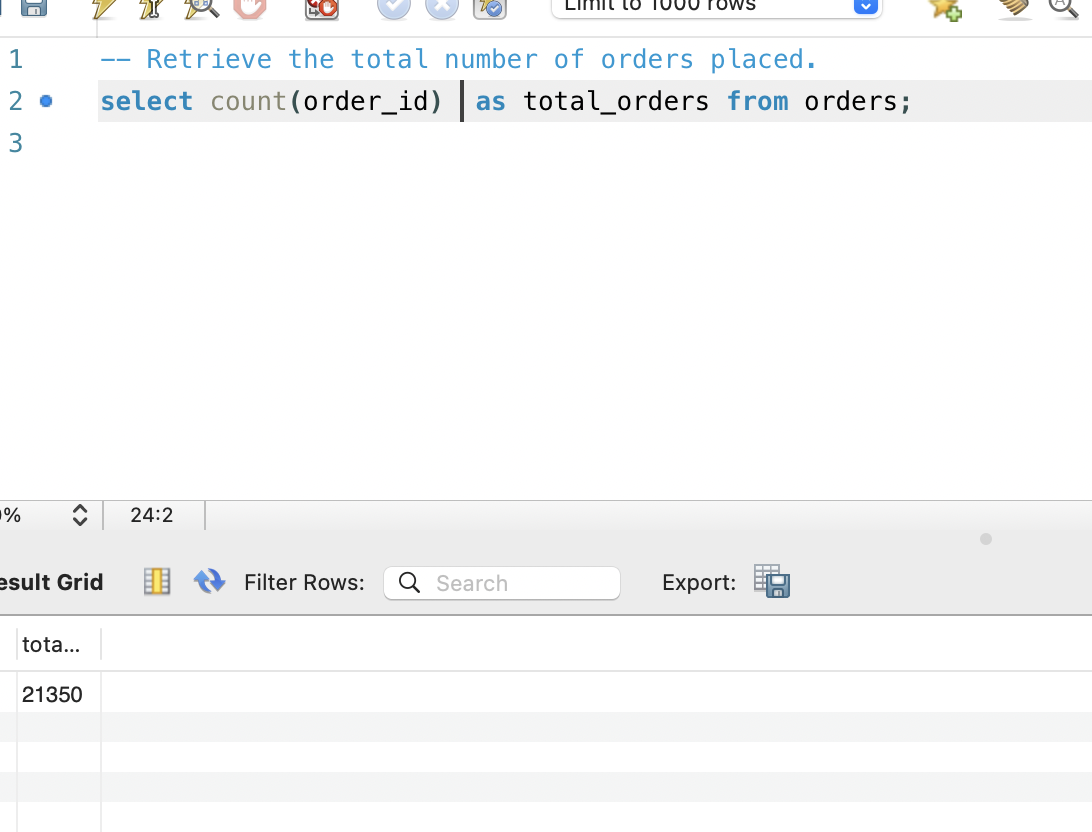 Limit to 1000 rows
1 -- Retrieve the total number of orders placed.
2 select count(order_id) as total_orders from orders;
3
% 24:2
esult Grid Filter Rows: Search Export:
tota...
21350